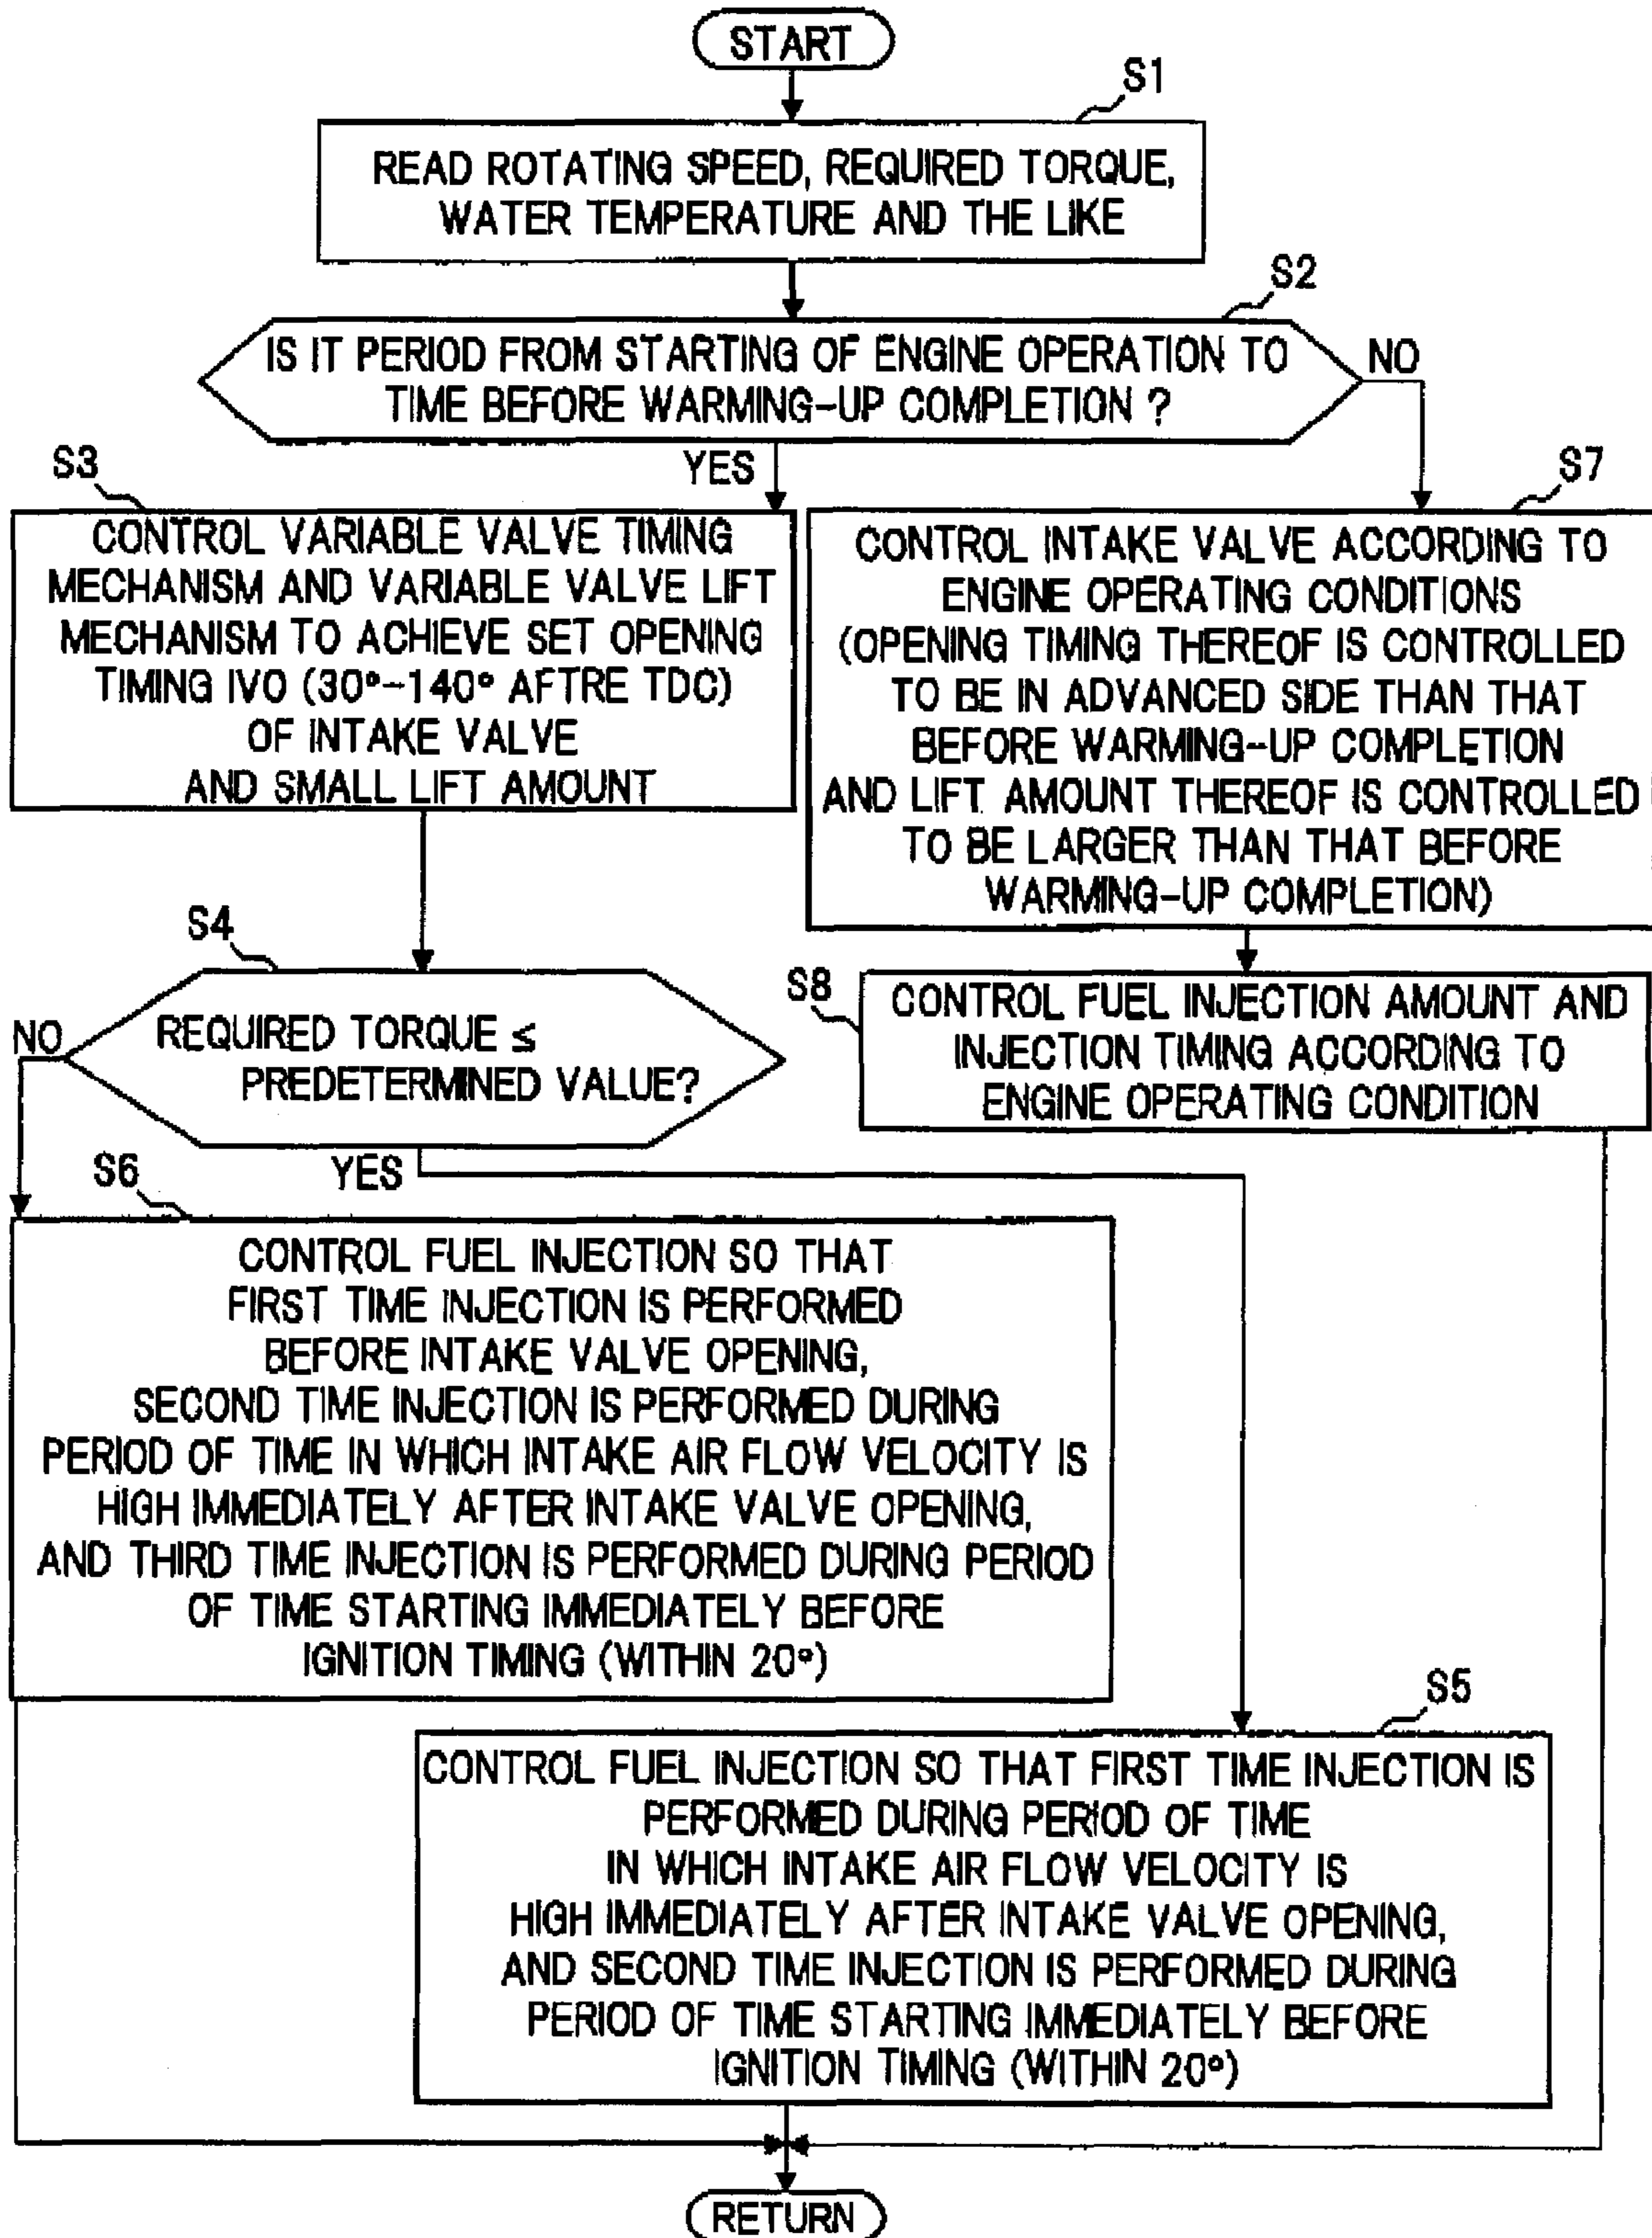 START
S1
READ ROTATING SPEED, REQUIRED TORQUE,
WATER TEMPERATURE AND THE LIKE
S2
IS IT PERIOD FROM STARTING OF ENGINE OPERATION TO
TIME BEFORE WARMING-UP COMPLETION ?
NO
YES
S3
CONTROL VARIABLE VALVE TIMING
MECHANISM AND VARIABLE VALVE LIFT
MECHANISM TO ACHIEVE SET OPENING
TIMING IVO (30°-140° AFTRE TDC)
OF INTAKE VALVE
AND SMALL LIFT AMOUNT
S7
CONTROL INTAKE VALVE ACCORDING TO
ENGINE OPERATING CONDITIONS
(OPENING TIMING THEREOF IS CONTROLLED
TO BE IN ADVANCED SIDE THAN THAT
BEFORE WARMING-UP COMPLETION
AND LIFT AMOUNT THEREOF IS CONTROLLED
TO BE LARGER THAN THAT BEFORE
WARMING-UP COMPLETION)
S4
REQUIRED TORQUE ≤
PREDETERMINED VALUE?
NO
YES
S8
CONTROL FUEL INJECTION AMOUNT AND
INJECTION TIMING ACCORDING TO
ENGINE OPERATING CONDITION
S6
CONTROL FUEL INJECTION SO THAT
FIRST TIME INJECTION IS PERFORMED
BEFORE INTAKE VALVE OPENING,
SECOND TIME INJECTION IS PERFORMED DURING
PERIOD OF TIME IN WHICH INTAKE AIR FLOW VELOCITY IS
HIGH IMMEDIATELY AFTER INTAKE VALVE OPENING,
AND THIRD TIME INJECTION IS PERFORMED DURING PERIOD
OF TIME STARTING IMMEDIATELY BEFORE
IGNITION TIMING (WITHIN 20°)
S5
CONTROL FUEL INJECTION SO THAT FIRST TIME INJECTION IS
PERFORMED DURING PERIOD OF TIME
IN WHICH INTAKE AIR FLOW VELOCITY IS
HIGH IMMEDIATELY AFTER INTAKE VALVE OPENING,
AND SECOND TIME INJECTION IS PERFORMED DURING
PERIOD OF TIME STARTING IMMEDIATELY BEFORE
IGNITION TIMING (WITHIN 20°)
RETURN